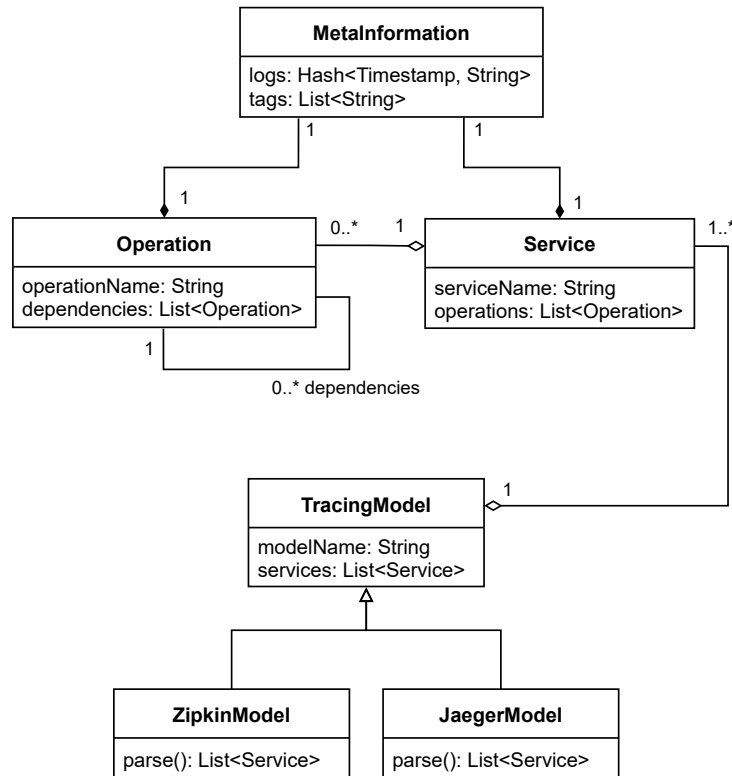 MetaInformation
logs: Hash<Timestamp, String>
tags: List<String>
1
1
1
1
Operation
0..*
1
Service
1..*
operationName: String
dependencies: List<Operation>
serviceName: String
operations: List<Operation>
1
0..* dependencies
TracingModel
1
modelName: String
services: List<Service>
ZipkinModel
JaegerModel
parse(): List<Service>
parse(): List<Service>